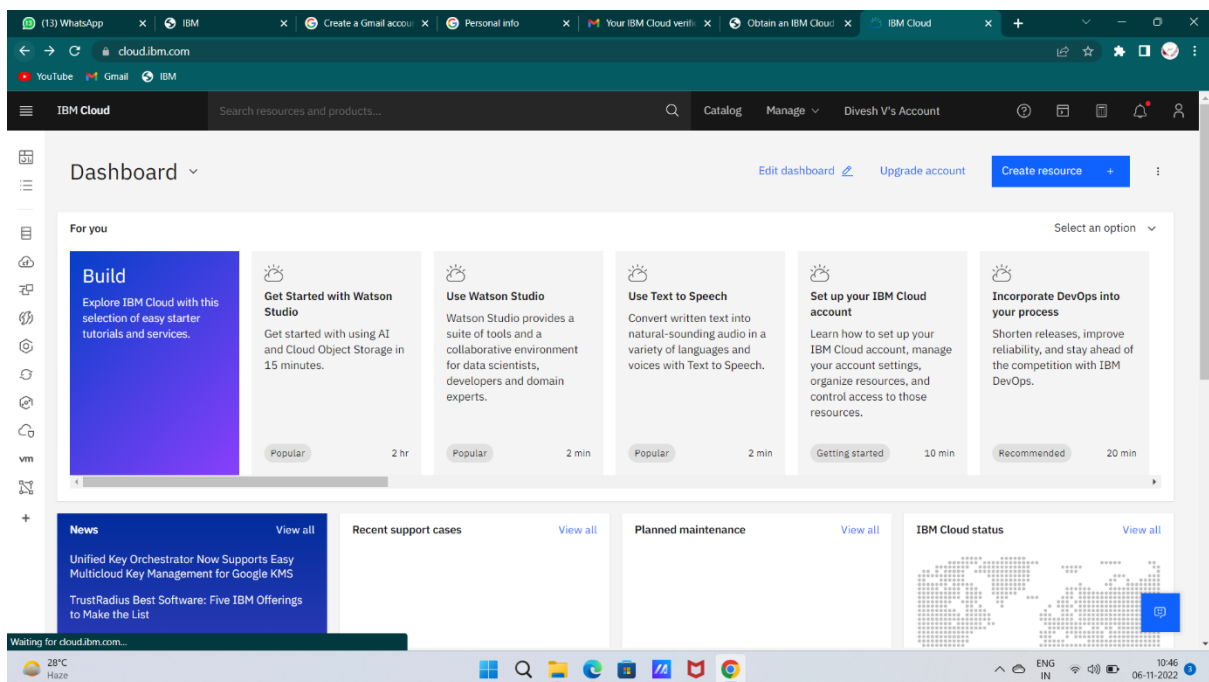 (13) WhatsApp
IBM
Create a Gmail accour
Personal info
Your IBM Cloud verific
Obtain an IBM Cloud
IBM Cloud
cloud.ibm.com
YouTube
Gmail
IBM
IBM Cloud
Search resources and products...
Catalog
Manage
Divesh V's Account
Dashboard
Edit dashboard
Upgrade account
Create resource +
For you
Select an option
Build
Explore IBM Cloud with this
selection of easy starter
tutorials and services.
Get Started with Watson
Studio
Get started with using AI
and Cloud Object Storage in
15 minutes.
Popular
2 hr
Use Watson Studio
Watson Studio provides a
suite of tools and a
collaborative environment
for data scientists,
developers and domain
experts.
Popular
2 min
Use Text to Speech
Convert written text into
natural-sounding audio in a
variety of languages and
voices with Text to Speech.
Popular
2 min
Set up your IBM Cloud
account
Learn how to set up your
IBM Cloud account, manage
your account settings,
organize resources, and
control access to those
resources.
Getting started
10 min
Incorporate DevOps into
your process
Shorten releases, improve
reliability, and stay ahead of
the competition with IBM
DevOps.
Recommended
20 min
vm
News
View all
Unified Key Orchestrator Now Supports Easy
Multicloud Key Management for Google KMS
TrustRadius Best Software: Five IBM Offerings
to Make the List
Recent support cases
View all
Planned maintenance
View all
IBM Cloud status
View all
Waiting for cloud.ibm.com...
28°C
Haze
ENG
IN
10:46
06-11-2022
3